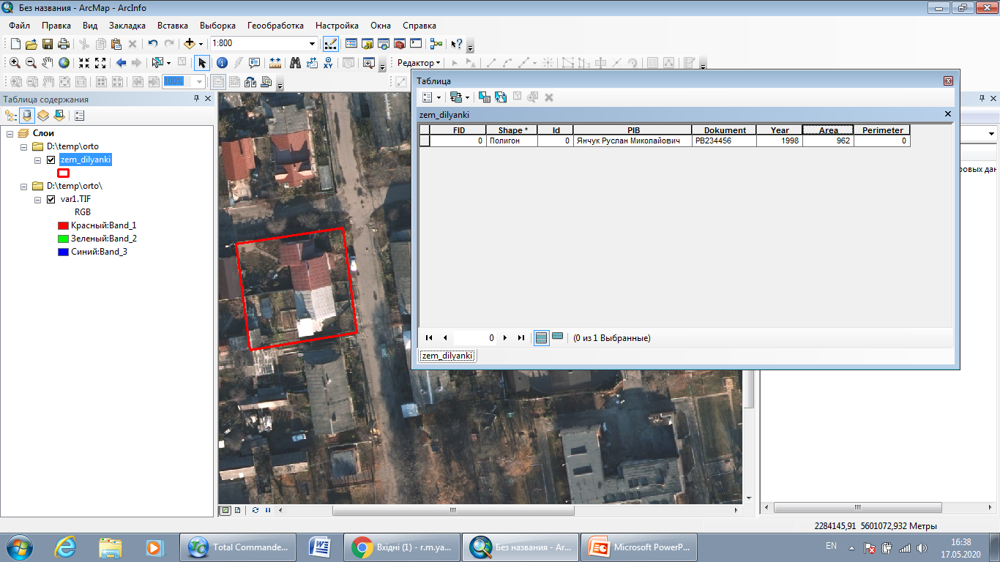 Без названия - ArcMap - ArcInfo
Файл Правка Вид Закладка Вставка Выборка Геообработка Настройка Окна Справка
1:800
Редактор
100%
Таблица содержания
Слои
D:\temp\orto
zem_dilyanki
D:\temp\orto\
var1.TIF
RGB
Красный:Band_1
Зеленый:Band_2
Синий:Band_3
Таблица
zem_dilyanki
FID Shape * Id PIB Dokument Year Area Perimeter
0 Полигон 0 Янчук Руслан Миколайович РВ234456 1998 962 0
0 (0 из 1 Выбранные)
zem_dilyanki
ровых дан
2284145,91 5601072,932 Метры
Total Commande... Вхідні (1) - r.m.ya... Без названия - Ar... Microsoft PowerP...
EN 16:38
17.05.2020